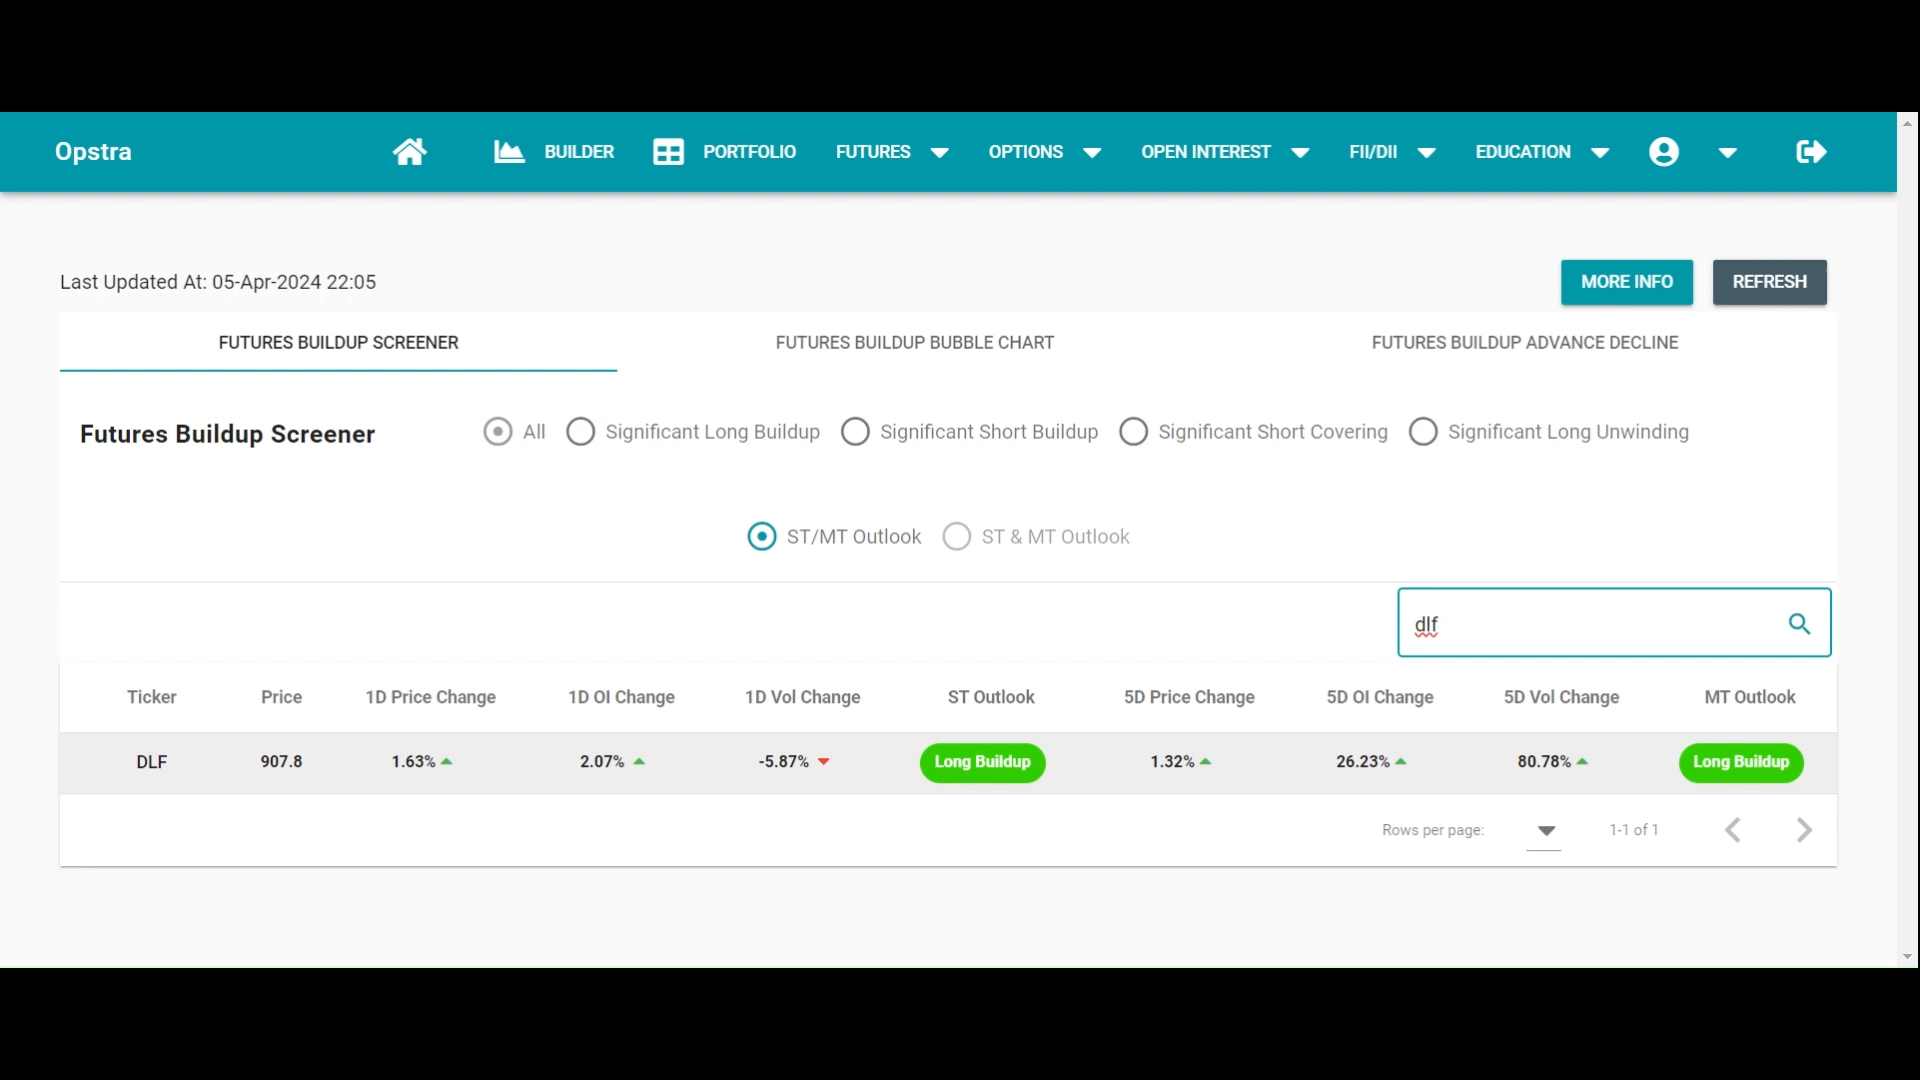 Opstra
BUILDER PORTFOLIO FUTURES OPTIONS OPEN INTEREST FII/DII EDUCATION
Last Updated At: 05-Apr-2024 22:05
MORE INFO REFRESH
FUTURES BUILDUP SCREENER FUTURES BUILDUP BUBBLE CHART FUTURES BUILDUP ADVANCE DECLINE
Futures Buildup Screener All Significant Long Buildup Significant Short Buildup Significant Short Covering Significant Long Unwinding
ST/MT Outlook ST & MT Outlook
dlf
Ticker Price 1D Price Change 1D OI Change 1D Vol Change ST Outlook 5D Price Change 5D OI Change 5D Vol Change MT Outlook
DLF 907.8 1.63% 2.07% -5.87% Long Buildup 1.32% 26.23% 80.78% Long Buildup
Rows per page: 1-1 of 1